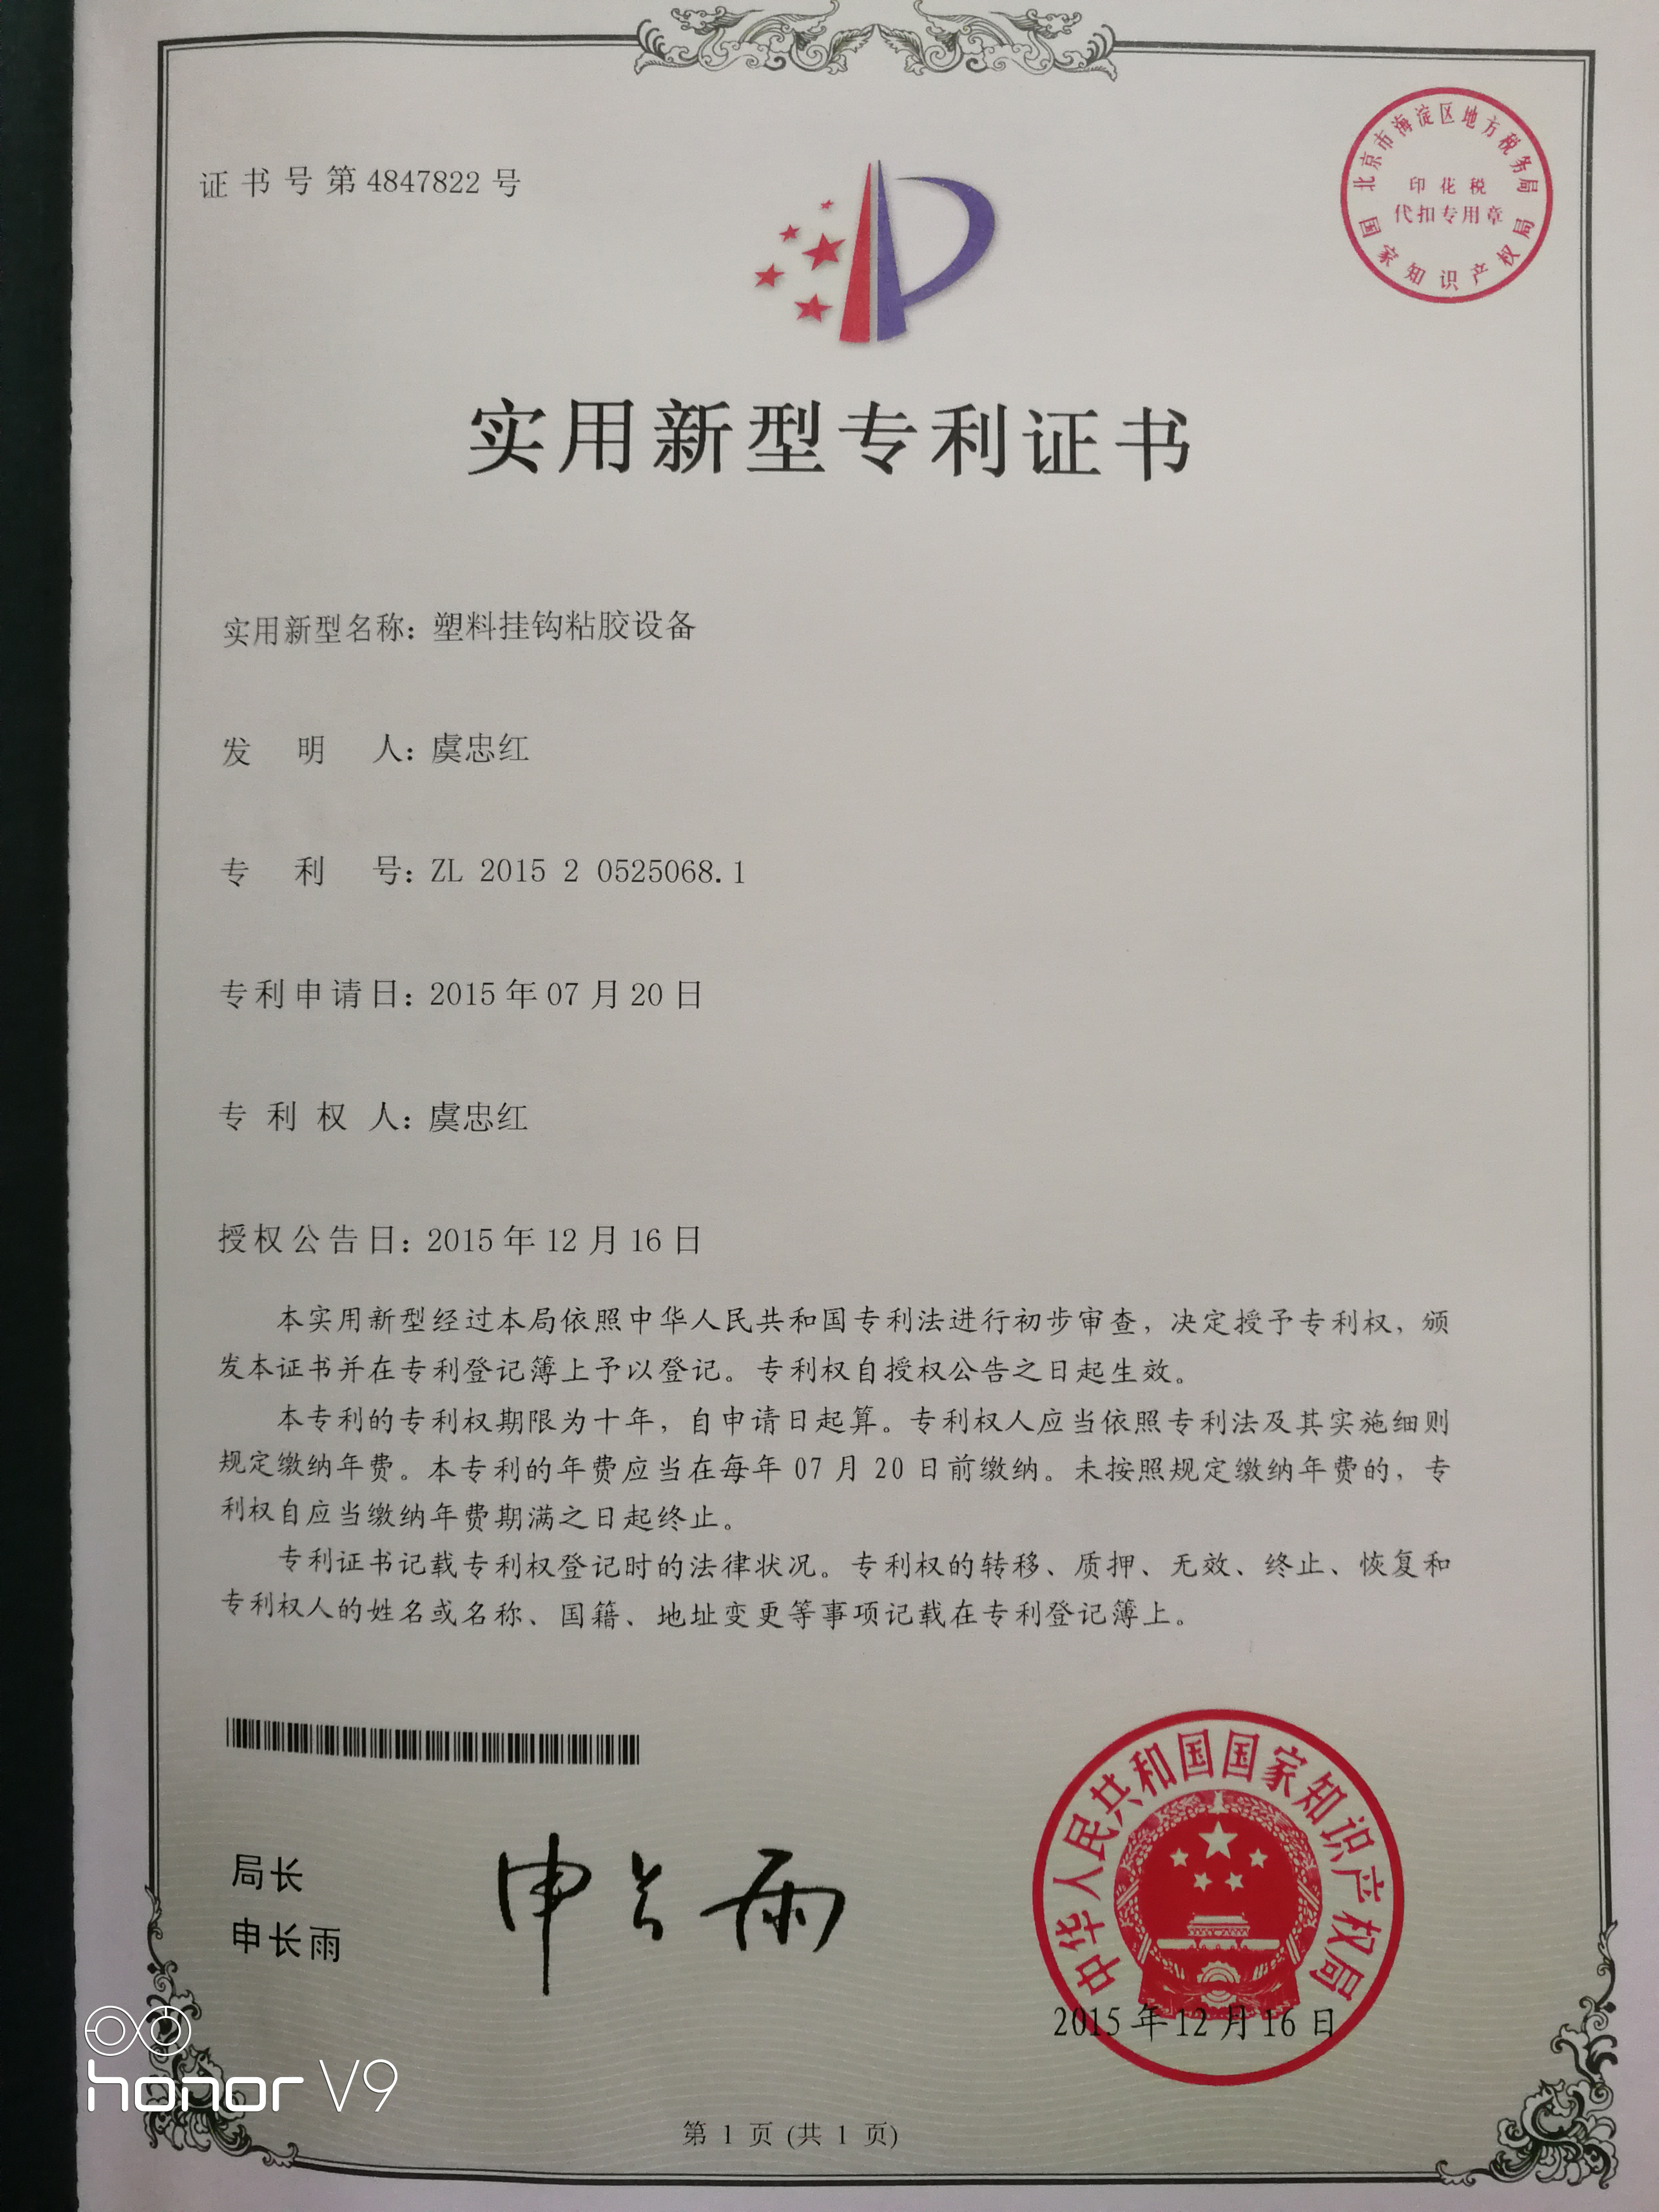 证书号第4847822号
北京市海淀区地方税务局
印花税
代扣专用章
国家知识产权局
实用新型专利证书
实用新型名称：塑料挂钩粘胶设备
发明人：虞忠红
专利号：ZL 2015 2 0525068.1
专利申请日：2015年07月20日
专利权人：虞忠红
授权公告日：2015年12月16日
本实用新型经过本局依照中华人民共和国专利法进行初步审查，决定授予专利权，颁
发本证书并在专利登记簿上予以登记。专利权自授权公告之日起生效。
本专利的专利权期限为十年，自申请日起算。专利权人应当依照专利法及其实施细则
规定缴纳年费。本专利的年费应当在每年07月20日前缴纳。未按照规定缴纳年费的，专
利权自应当缴纳年费期满之日起终止。
专利证书记载专利权登记时的法律状况。专利权的转移、质押、无效、终止、恢复和
专利权人的姓名或名称、国籍、地址变更等事项记载在专利登记簿上。
局长
申长雨
申长雨
中华人民共和国国家知识产权局
2015年12月16日
honor V9
第 1 页 (共 1 页)